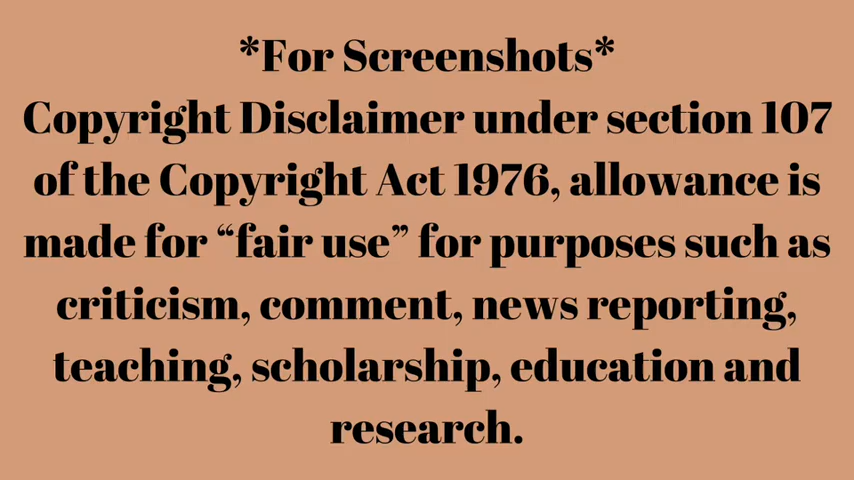 *For Screenshots*
Copyright Disclaimer under section 107
of the Copyright Act 1976, allowance is
made for “fair use” for purposes such as
criticism, comment, news reporting,
teaching, scholarship, education and
research.